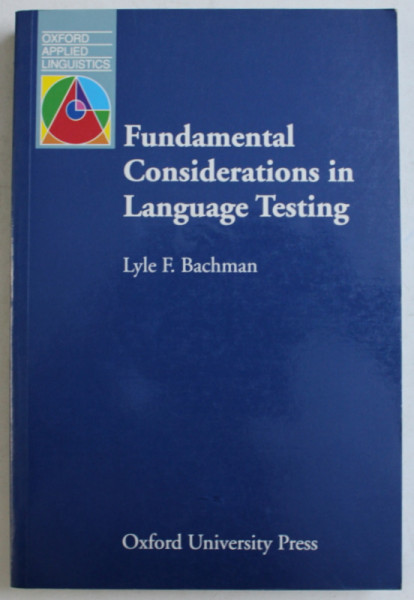 OXFORD
APPLIED
LINGUISTICS
Fundamental
Considerations in
Language Testing
Lyle F. Bachman
Oxford University Press